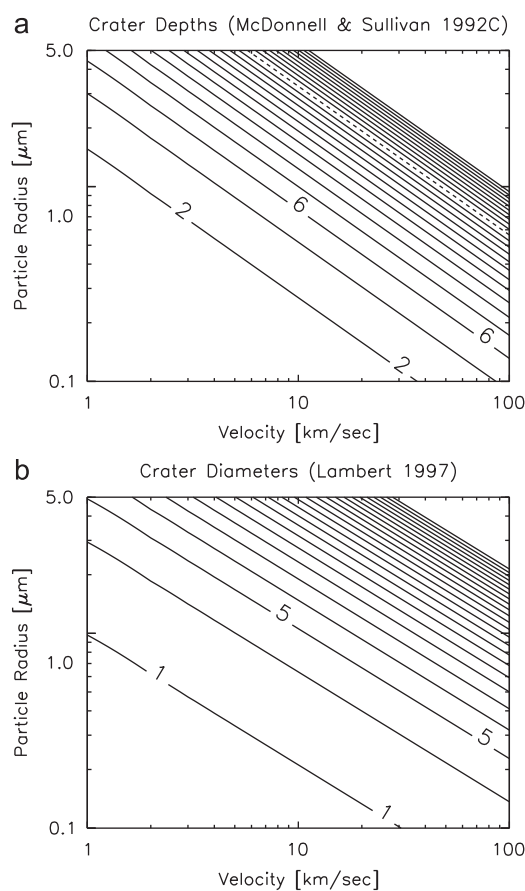 a
Crater Depths (McDonnell & Sullivan 1992C)
5.0
Particle Radius [μm]
1.0
2
6
6
2
0.1
1
10
100
Velocity [km/sec]
b
Crater Diameters (Lambert 1997)
5.0
Particle Radius [μm]
1.0
1
5
5
1
0.1
1
10
100
Velocity [km/sec]